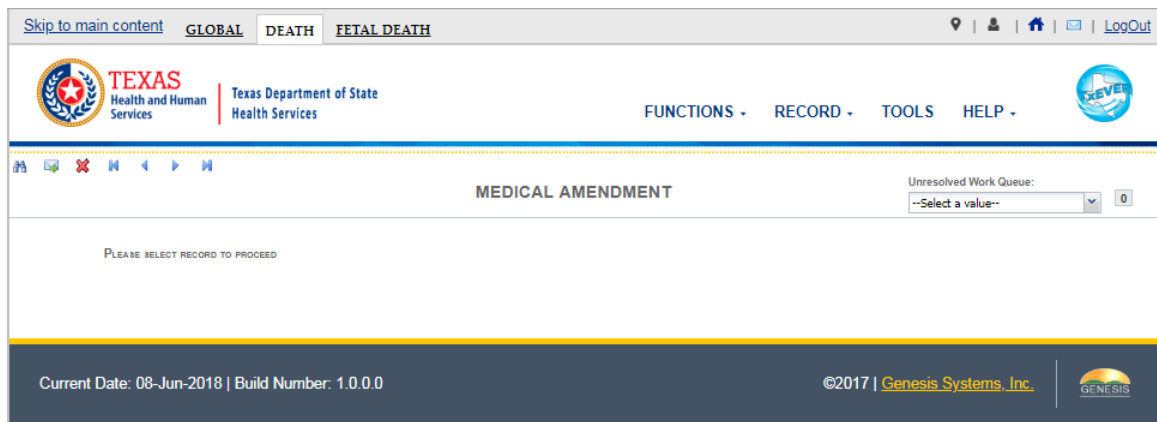 Skip to main content GLOBAL DEATH FETAL DEATH | | | | LogOut
TEXAS
Health and Human
Services
Texas Department of State
Health Services
FUNCTIONS RECORD TOOLS HELP
TxEVER
MEDICAL AMENDMENT
Unresolved Work Queue:
--Select a value-- 0
PLEASE SELECT RECORD TO PROCEED
Current Date: 08-Jun-2018 | Build Number: 1.0.0.0
©2017 | Genesis Systems, Inc.
GENESIS